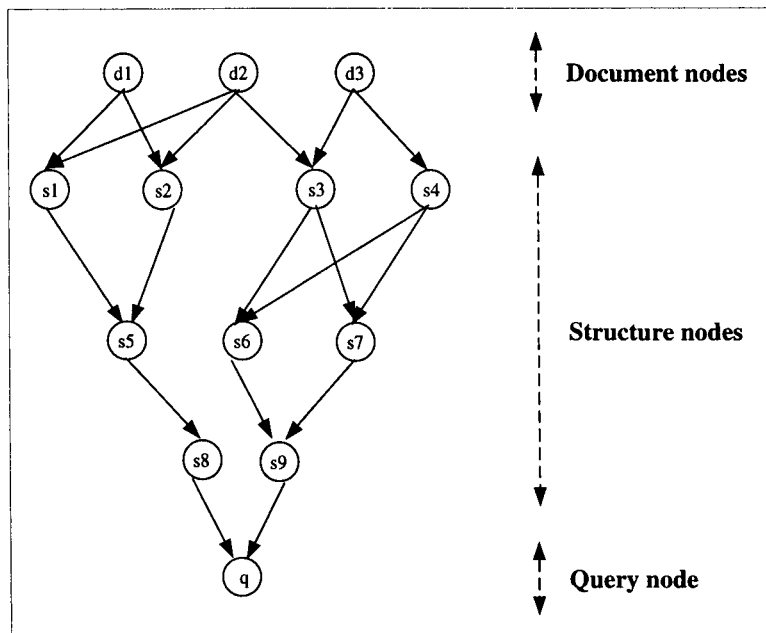 d1 d2 d3 Document nodes
s1 s2 s3 s4
s5 s6 s7 Structure nodes
s8 s9
q Query node